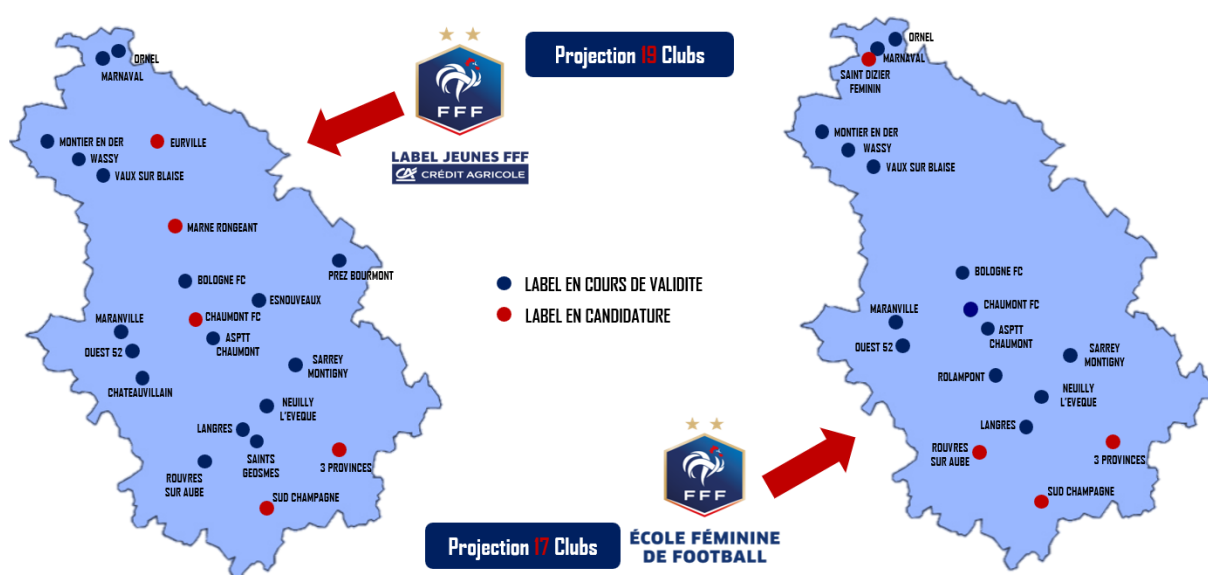 ORNEL
MARNAVAL
MONTIER EN DER
EURVILLE
WASSY
VAUX SUR BLAISE
MARNE RONGEANT
PREZ BOURMONT
BOLOGNE FC
ESNOUVEAUX
CHAUMONT FC
MARANVILLE
ASPTT
CHAUMONT
OUEST 52
SARREY
MONTIGNY
CHATEAUVILLAIN
NEUILLY
L'EVEQUE
LANGRES
SAINTS
GEOSMES
3 PROVINCES
ROUVRES
SUR AUBE
SUD CHAMPAGNE
FFF
LABEL JEUNES FFF
CA CRÉDIT AGRICOLE
Projection 19 Clubs
LABEL EN COURS DE VALIDITE
LABEL EN CANDIDATURE
FFF
ÉCOLE FÉMININE
DE FOOTBALL
Projection 17 Clubs
ORNEL
MARNAVAL
SAINT DIZIER
FEMININ
MONTIER EN DER
WASSY
VAUX SUR BLAISE
BOLOGNE FC
CHAUMONT FC
MARANVILLE
ASPTT
CHAUMONT
OUEST 52
SARREY
MONTIGNY
ROLAMPONT
NEUILLY
L'EVEQUE
LANGRES
ROUVRES
SUR AUBE
3 PROVINCES
SUD CHAMPAGNE